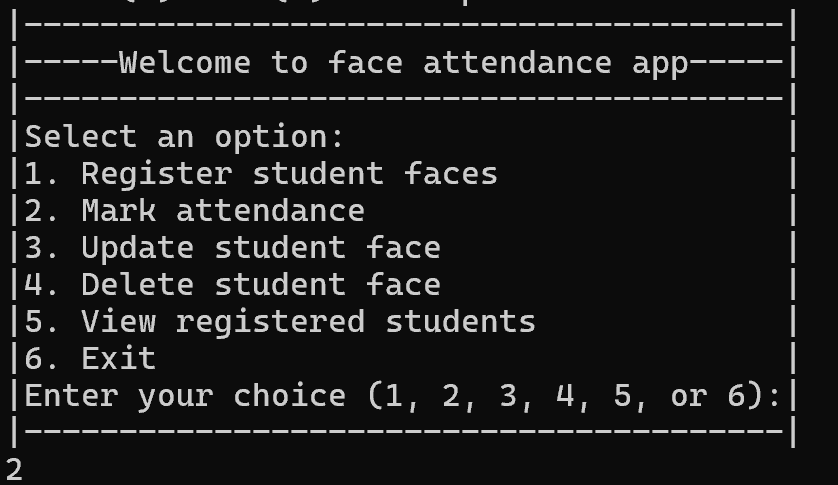 |----------------------------------------|
|-----Welcome to face attendance app-----|
|----------------------------------------|
|Select an option:                       |
|1. Register student faces               |
|2. Mark attendance                      |
|3. Update student face                  |
|4. Delete student face                  |
|5. View registered students             |
|6. Exit                                 |
|Enter your choice (1, 2, 3, 4, 5, or 6):|
|----------------------------------------|
2